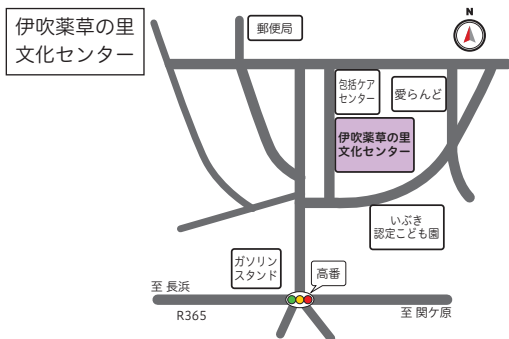 伊吹薬草の里
文化センター
郵便局
N
包括ケア
センター
愛らんど
伊吹薬草の里
文化センター
いぶき
認定こども園
ガソリン
スタンド
高番
至 長浜
R365
至 関ケ原